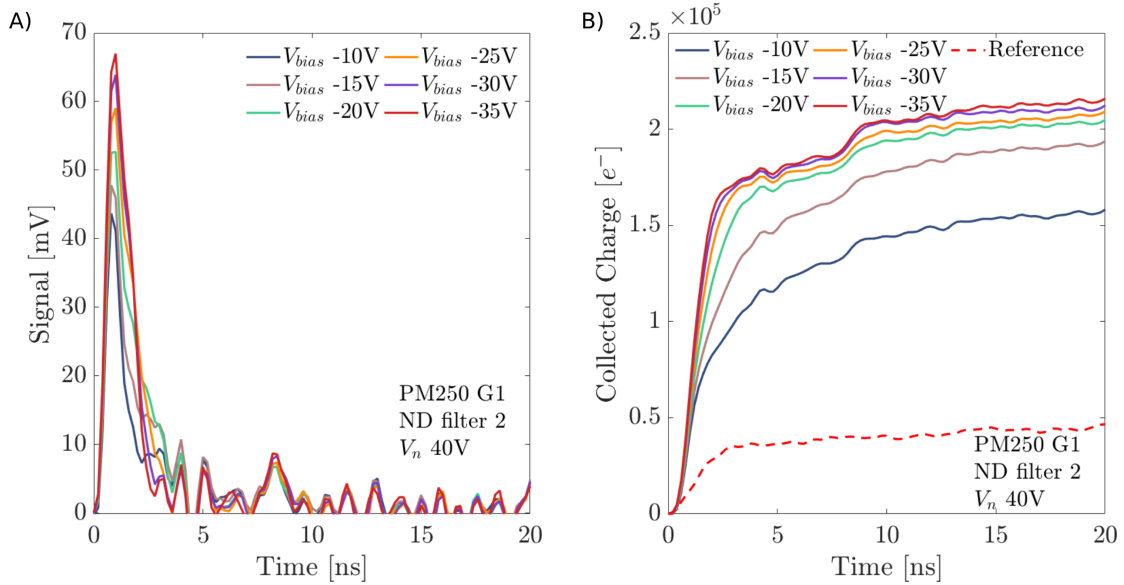 A)
70
60
50
40
30
20
10
0
Signal [mV]
V_bias -10V V_bias -25V
V_bias -15V V_bias -30V
V_bias -20V V_bias -35V
PM250 G1
ND filter 2
V_n 40V
0 5 10 15 20
Time [ns]
B)
×10^5
2.5
2
1.5
1
0.5
0
Collected Charge [e^-]
V_bias -10V V_bias -25V Reference
V_bias -15V V_bias -30V
V_bias -20V V_bias -35V
PM250 G1
ND filter 2
V_n 40V
0 5 10 15 20
Time [ns]